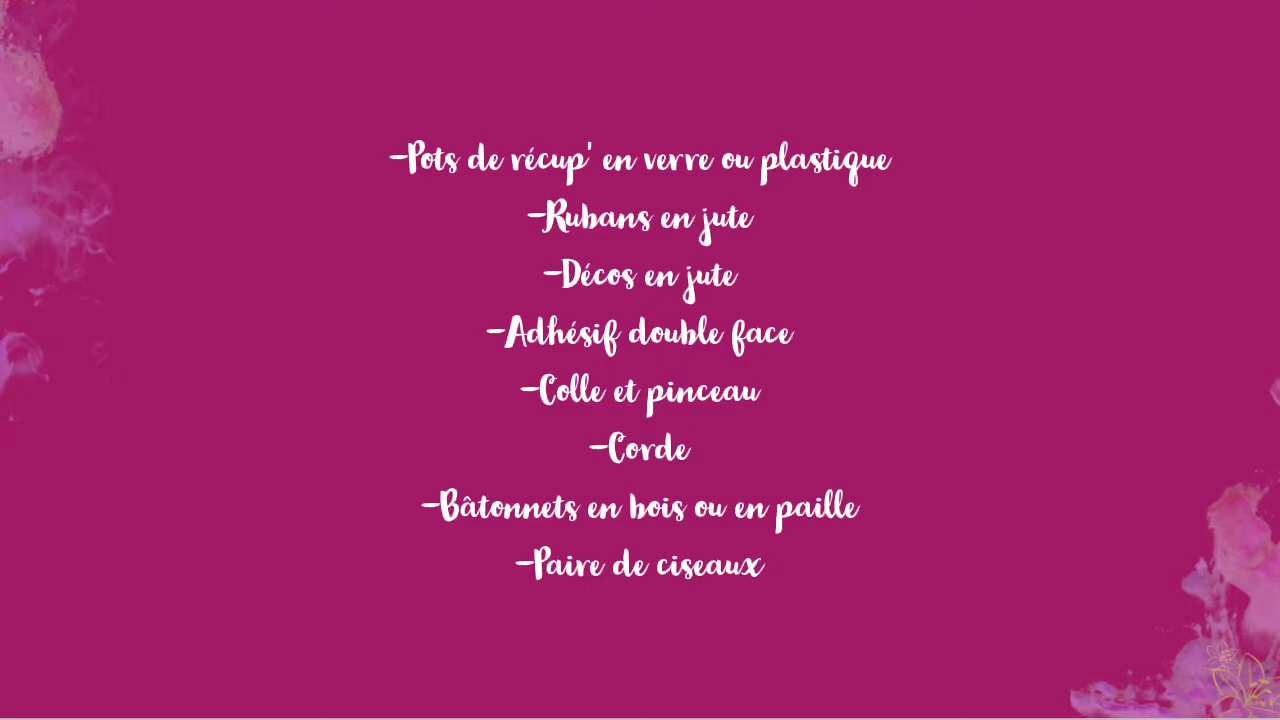 -Pots de récup' en verre ou plastique
-Rubans en jute
-Décos en jute
-Adhésif double face
-Colle et pinceau
-Corde
-Bâtonnets en bois ou en paille
-Paire de ciseaux